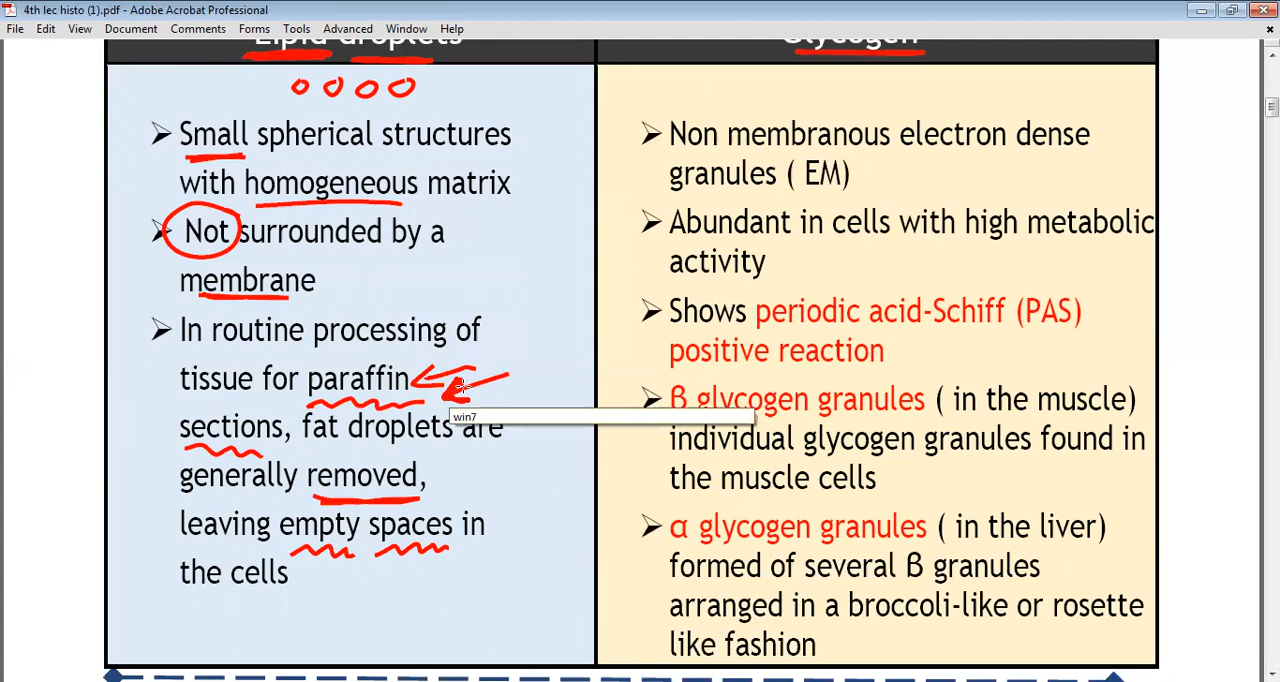 4th lec histo (1).pdf - Adobe Acrobat Professional
File Edit View Document Comments Forms Tools Advanced Window Help
Lipid droplets
Small spherical structures
with homogeneous matrix
Not surrounded by a
membrane
In routine processing of
tissue for paraffin
sections, fat droplets are
generally removed,
leaving empty spaces in
the cells
win7
Glycogen
Non membranous electron dense
granules ( EM)
Abundant in cells with high metabolic
activity
Shows periodic acid-Schiff (PAS)
positive reaction
β glycogen granules ( in the muscle)
individual glycogen granules found in
the muscle cells
α glycogen granules ( in the liver)
formed of several β granules
arranged in a broccoli-like or rosette
like fashion